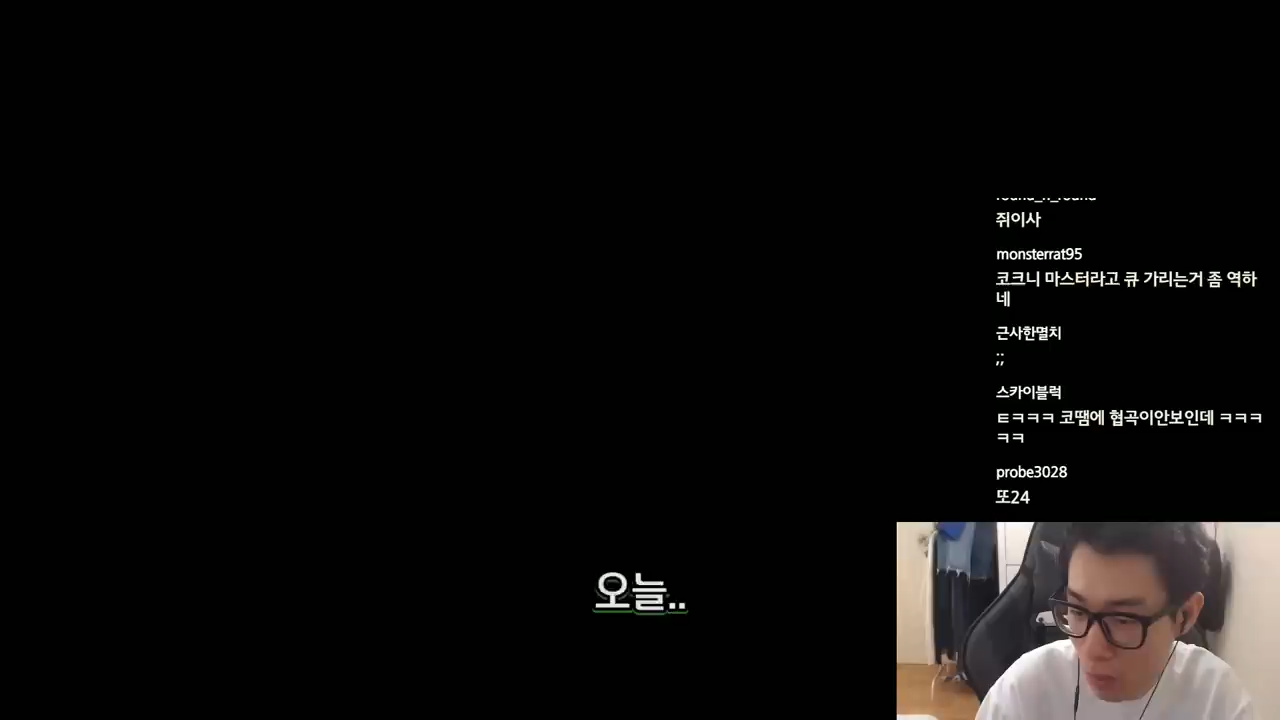 쥐이사
monsterrat95
코크니 마스터라고 큐 가리는거 좀 역하
네
근사한멸치
;;
스카이블럭
ㅌㅋㅋㅋ 코땜에 협곡이안보인데 ㅋㅋㅋ
ㅋㅋ
probe3028
또24
오늘..